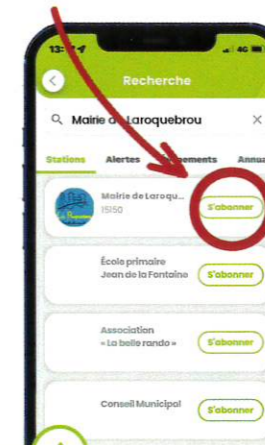 4G
Recherche
Mairie de Laroquebrou
Stations Alertes
Mairie de Laroqu...
15150
S'abonner
École primaire
Jean de la Fontaine
S'abonner
Association
« La belle rando »
S'abonner
Conseil Municipal
S'abonner